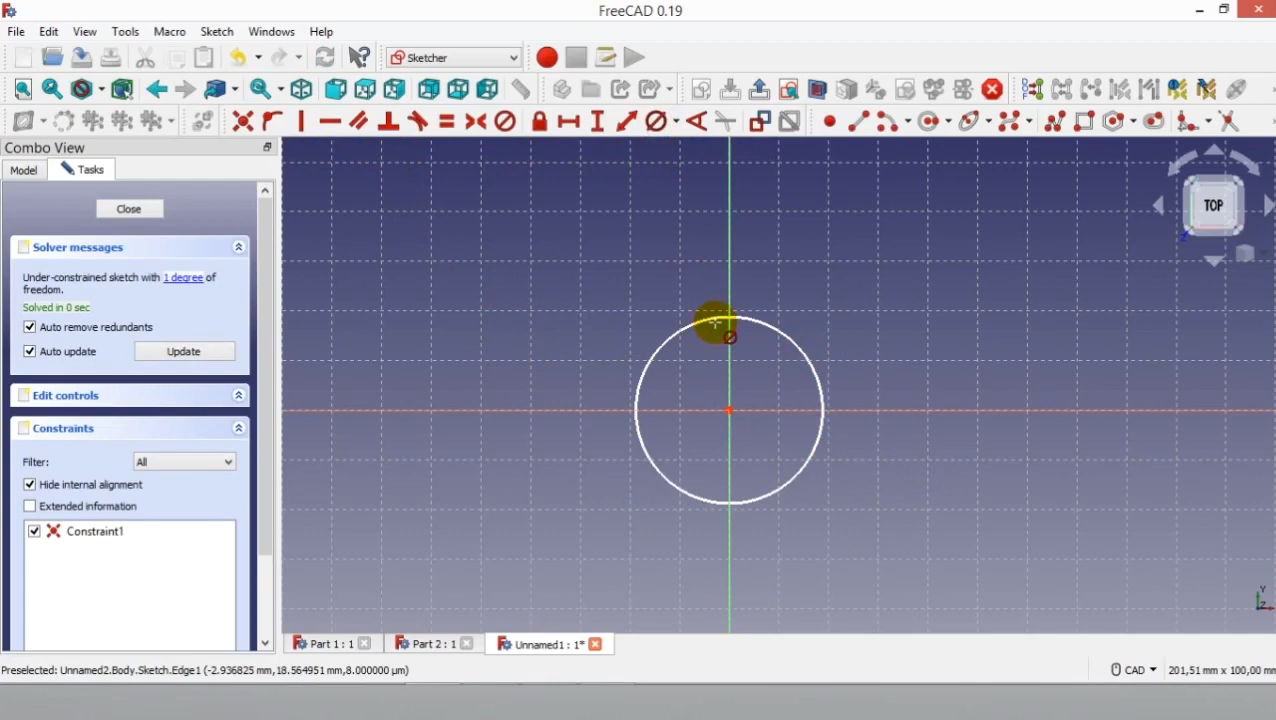 FreeCAD 0.19
File Edit View Tools Macro Sketch Windows Help
Sketcher
Combo View
Model Tasks
TOP
Close
Solver messages
Under-constrained sketch with 1 degree of
freedom.
Solved in 0 sec
Auto remove redundants
Auto update Update
Edit controls
Constraints
Filter: All
Hide internal alignment
Extended information
Constraint1
Y
Z
Part 1 : 1 Part 2 : 1 Unnamed1 : 1*
Preselected: Unnamed2.Body.Sketch.Edge1 (-2.936825 mm,18.564951 mm,8.000000 µm) CAD 201,51 mm x 100,00 mm